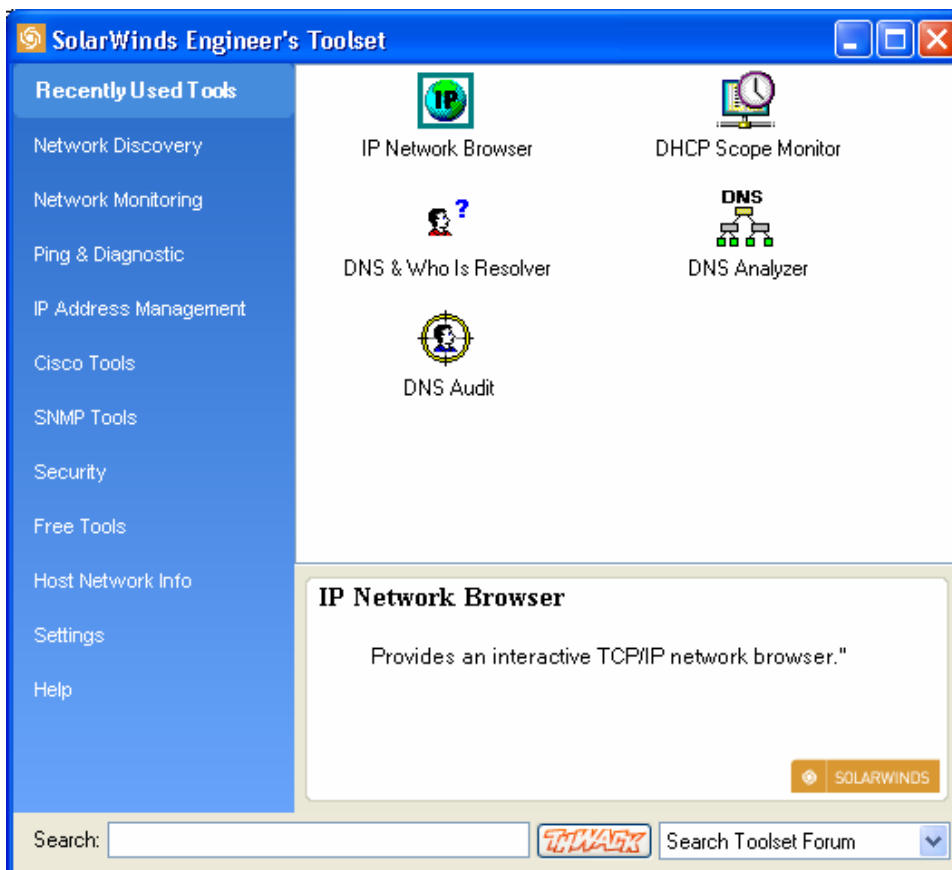 SolarWinds Engineer's Toolset
Recently Used Tools
Network Discovery
Network Monitoring
Ping & Diagnostic
IP Address Management
Cisco Tools
SNMP Tools
Security
Free Tools
Host Network Info
Settings
Help
IP
IP Network Browser
DHCP Scope Monitor
?
DNS & Who Is Resolver
DNS
DNS Analyzer
DNS Audit
IP Network Browser
Provides an interactive TCP/IP network browser."
SOLARWINDS
Search:
THWACK
Search Toolset Forum